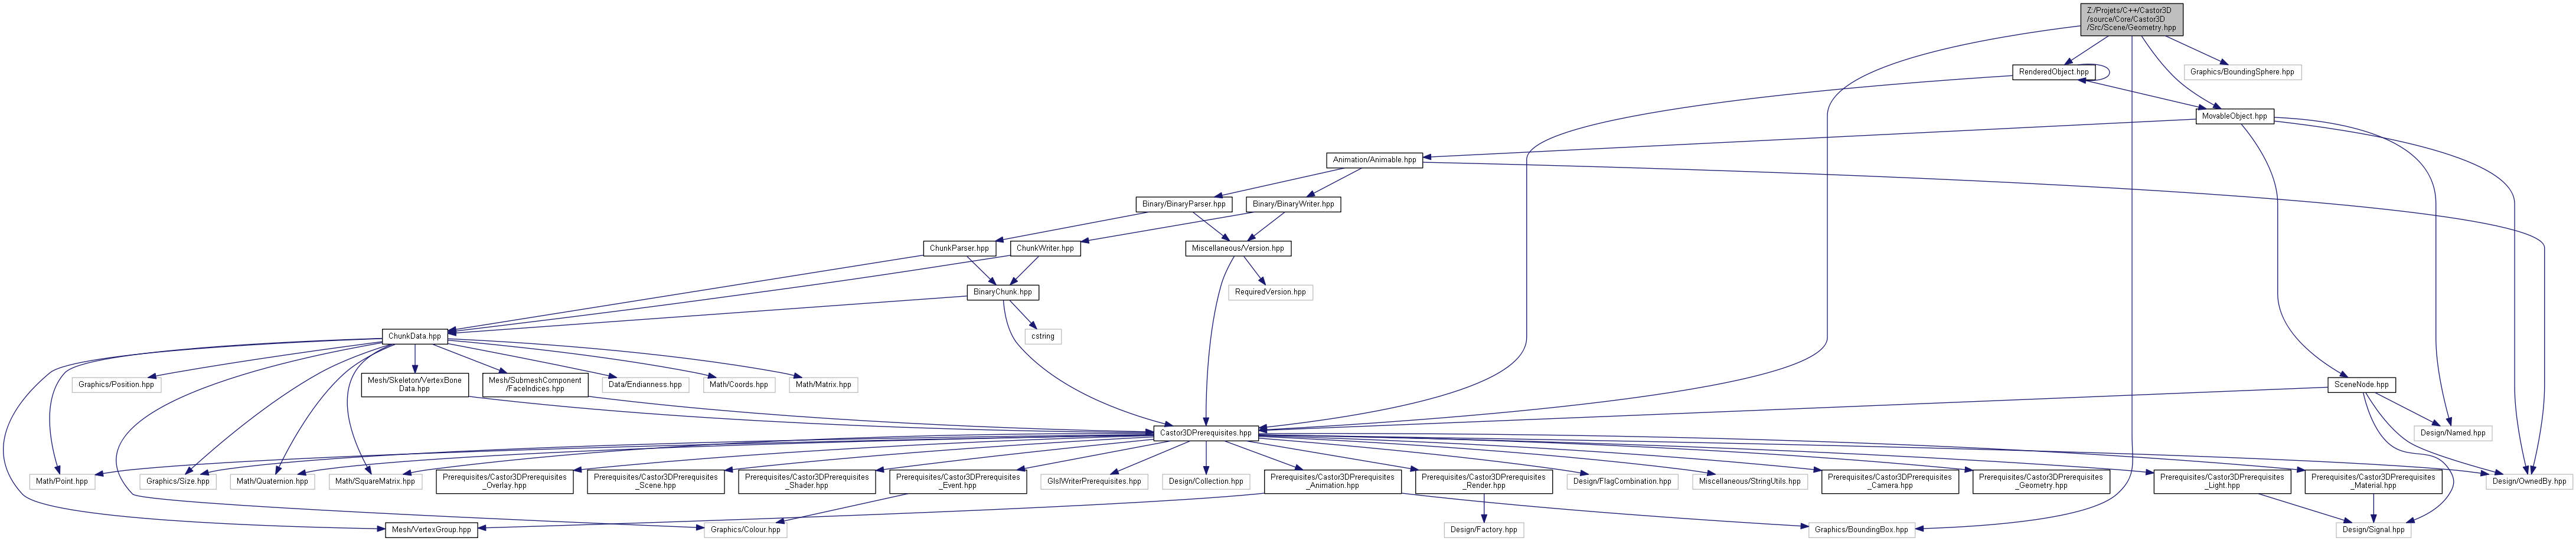 Z:/Projets/C++/Castor3D
/source/Core/Castor3D
/Src/Scene/Geometry.hpp
RenderedObject.hpp
Graphics/BoundingSphere.hpp
MovableObject.hpp
Animation/Animable.hpp
Binary/BinaryParser.hpp
Binary/BinaryWriter.hpp
ChunkParser.hpp
ChunkWriter.hpp
Miscellaneous/Version.hpp
BinaryChunk.hpp
RequiredVersion.hpp
ChunkData.hpp
cstring
Graphics/Position.hpp
Mesh/Skeleton/VertexBone
Data.hpp
Mesh/SubmeshComponent
/FaceIndices.hpp
Data/Endianness.hpp
Math/Coords.hpp
Math/Matrix.hpp
SceneNode.hpp
Castor3DPrerequisites.hpp
Design/Named.hpp
Math/Point.hpp
Graphics/Size.hpp
Math/Quaternion.hpp
Math/SquareMatrix.hpp
Prerequisites/Castor3DPrerequisites
_Overlay.hpp
Prerequisites/Castor3DPrerequisites
_Scene.hpp
Prerequisites/Castor3DPrerequisites
_Shader.hpp
Prerequisites/Castor3DPrerequisites
_Event.hpp
GlslWriterPrerequisites.hpp
Design/Collection.hpp
Prerequisites/Castor3DPrerequisites
_Animation.hpp
Prerequisites/Castor3DPrerequisites
_Render.hpp
Design/FlagCombination.hpp
Miscellaneous/StringUtils.hpp
Prerequisites/Castor3DPrerequisites
_Camera.hpp
Prerequisites/Castor3DPrerequisites
_Geometry.hpp
Prerequisites/Castor3DPrerequisites
_Light.hpp
Prerequisites/Castor3DPrerequisites
_Material.hpp
Design/OwnedBy.hpp
Mesh/VertexGroup.hpp
Graphics/Colour.hpp
Design/Factory.hpp
Graphics/BoundingBox.hpp
Design/Signal.hpp